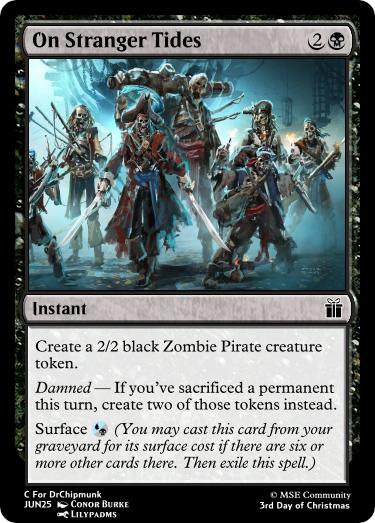 On Stranger Tides 2
Instant
Create a 2/2 black Zombie Pirate creature
token.
Damned — If you've sacrificed a permanent
this turn, create two of those tokens instead.
Surface (You may cast this card from your
graveyard for its surface cost if there are six or
more other cards there. Then exile this spell.)
C For DrChipmunk © MSE Community
JUN25 Conor Burke 3rd Day of Christmas
Lilypadms